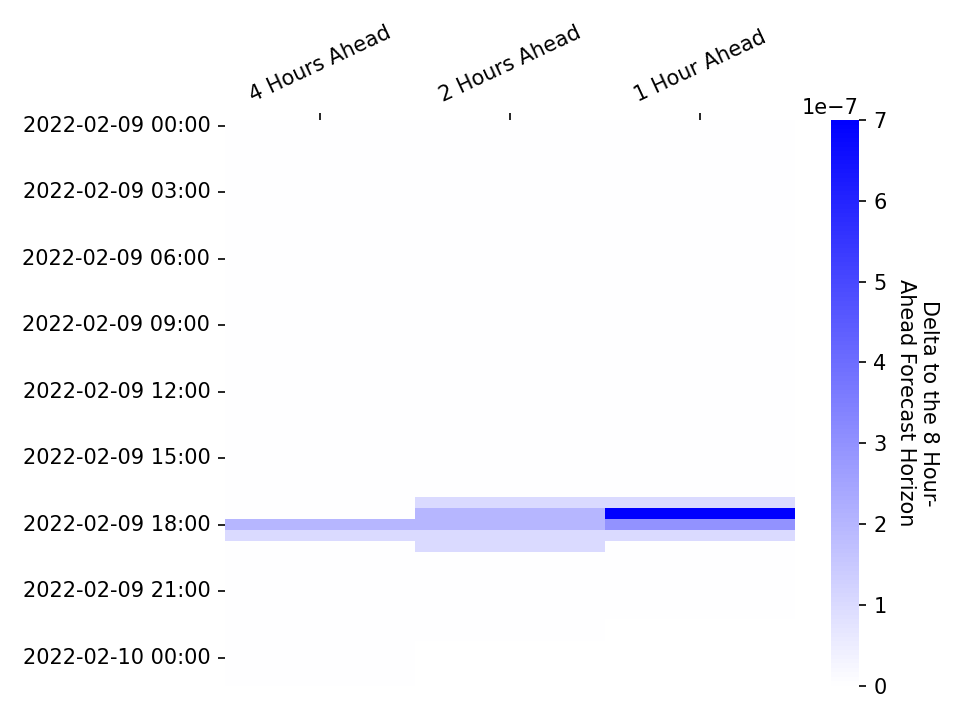 4 Hours Ahead
2 Hours Ahead
1 Hour Ahead
2022-02-09 00:00
2022-02-09 03:00
2022-02-09 06:00
2022-02-09 09:00
2022-02-09 12:00
2022-02-09 15:00
2022-02-09 18:00
2022-02-09 21:00
2022-02-10 00:00
1e−7
7
6
5
4
3
2
1
0
Delta to the 8 Hour-
Ahead Forecast Horizon